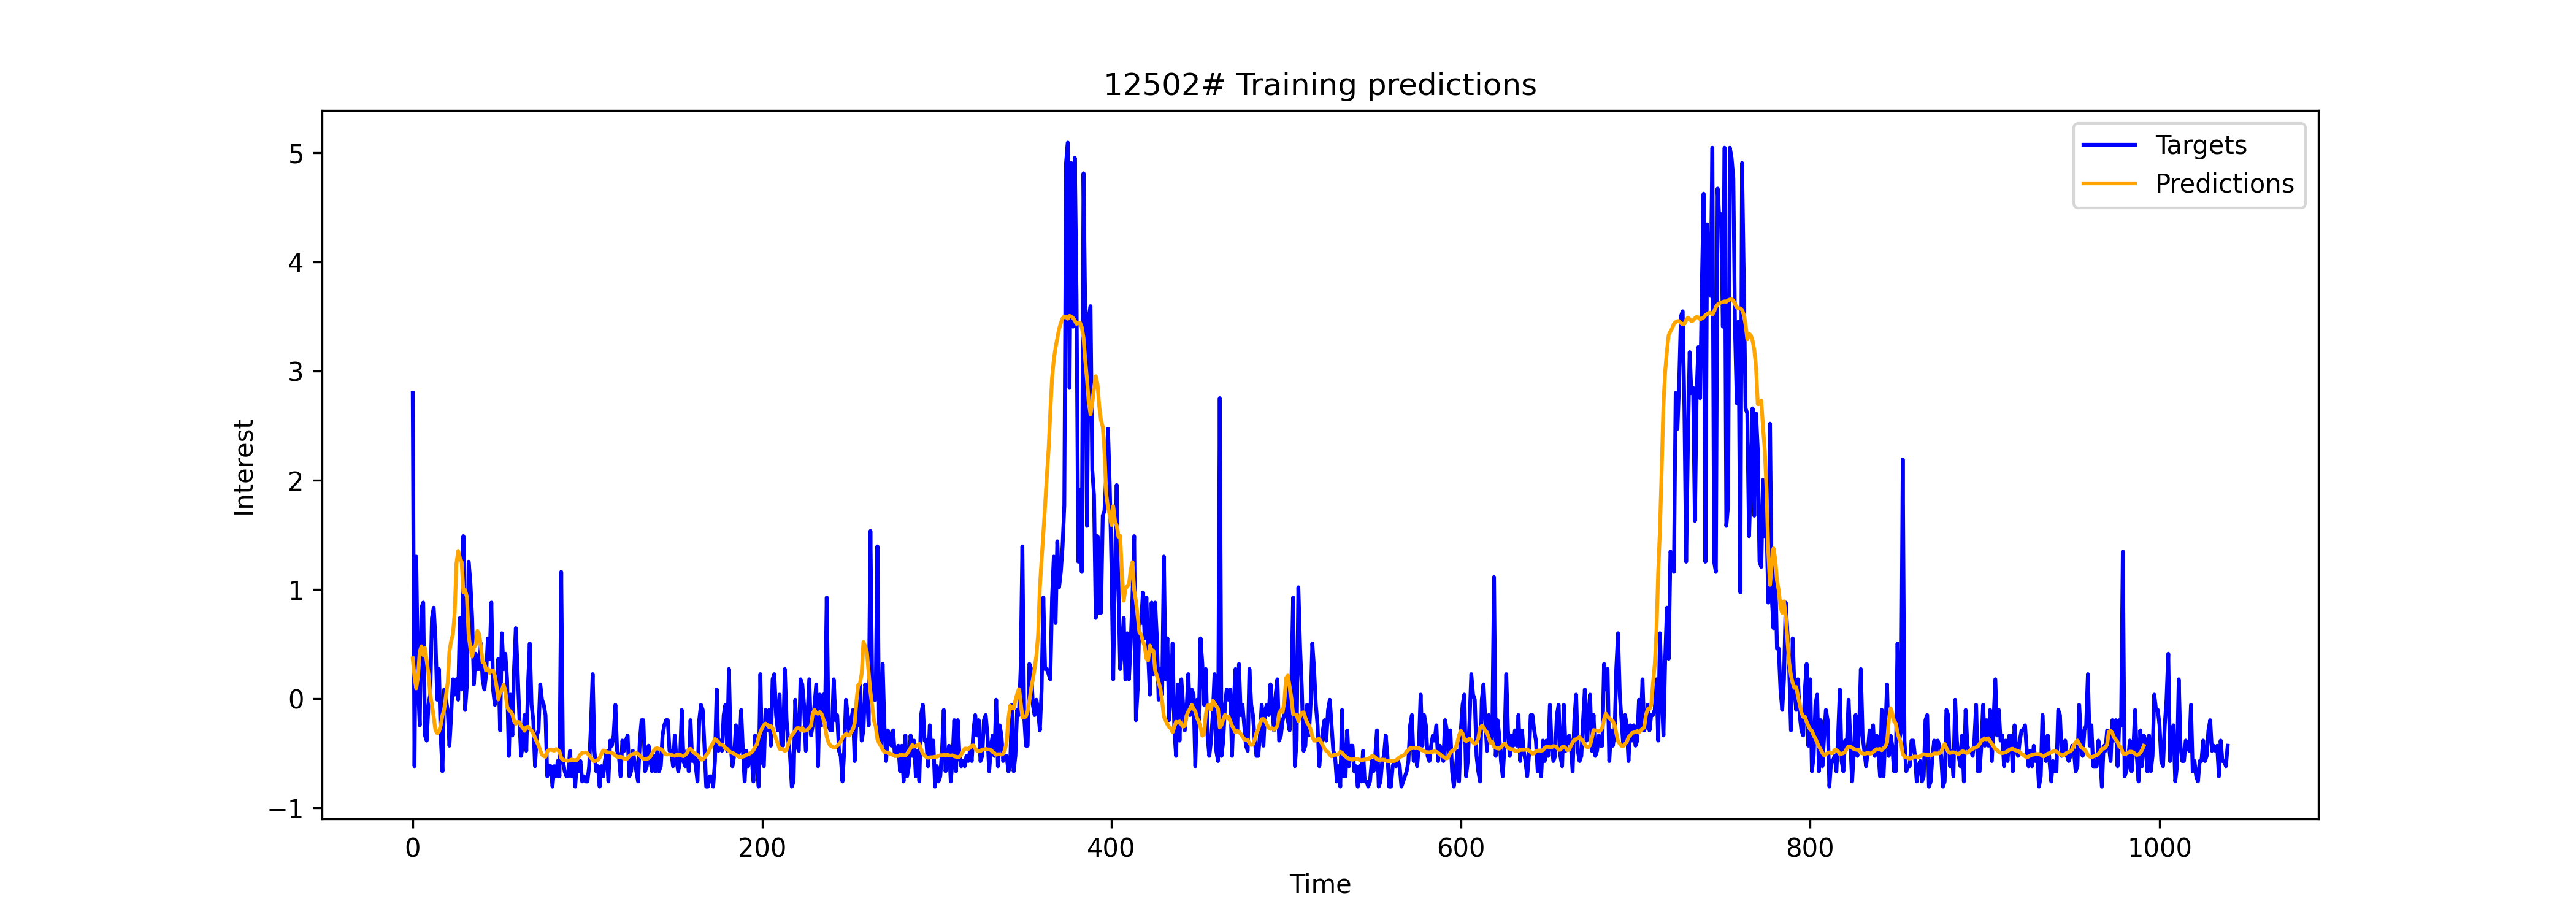 12502# Training predictions
Targets
Predictions
5
4
3
2
1
0
−1
Interest
0
200
400
600
800
1000
Time